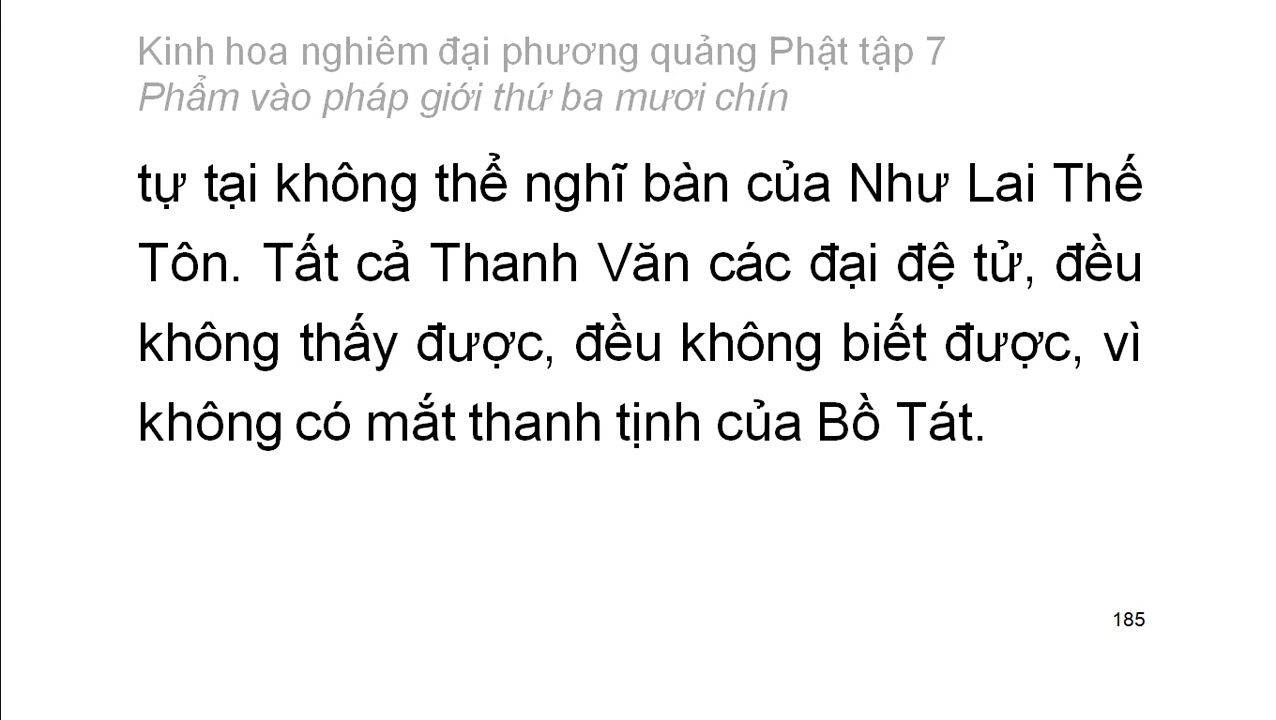 Kinh hoa nghiêm đại phương quảng Phật tập 7
Phẩm vào pháp giới thứ ba mươi chín
tự tại không thể nghĩ bàn của Như Lai Thế
Tôn. Tất cả Thanh Văn các đại đệ tử, đều
không thấy được, đều không biết được, vì
không có mắt thanh tịnh của Bồ Tát.
185